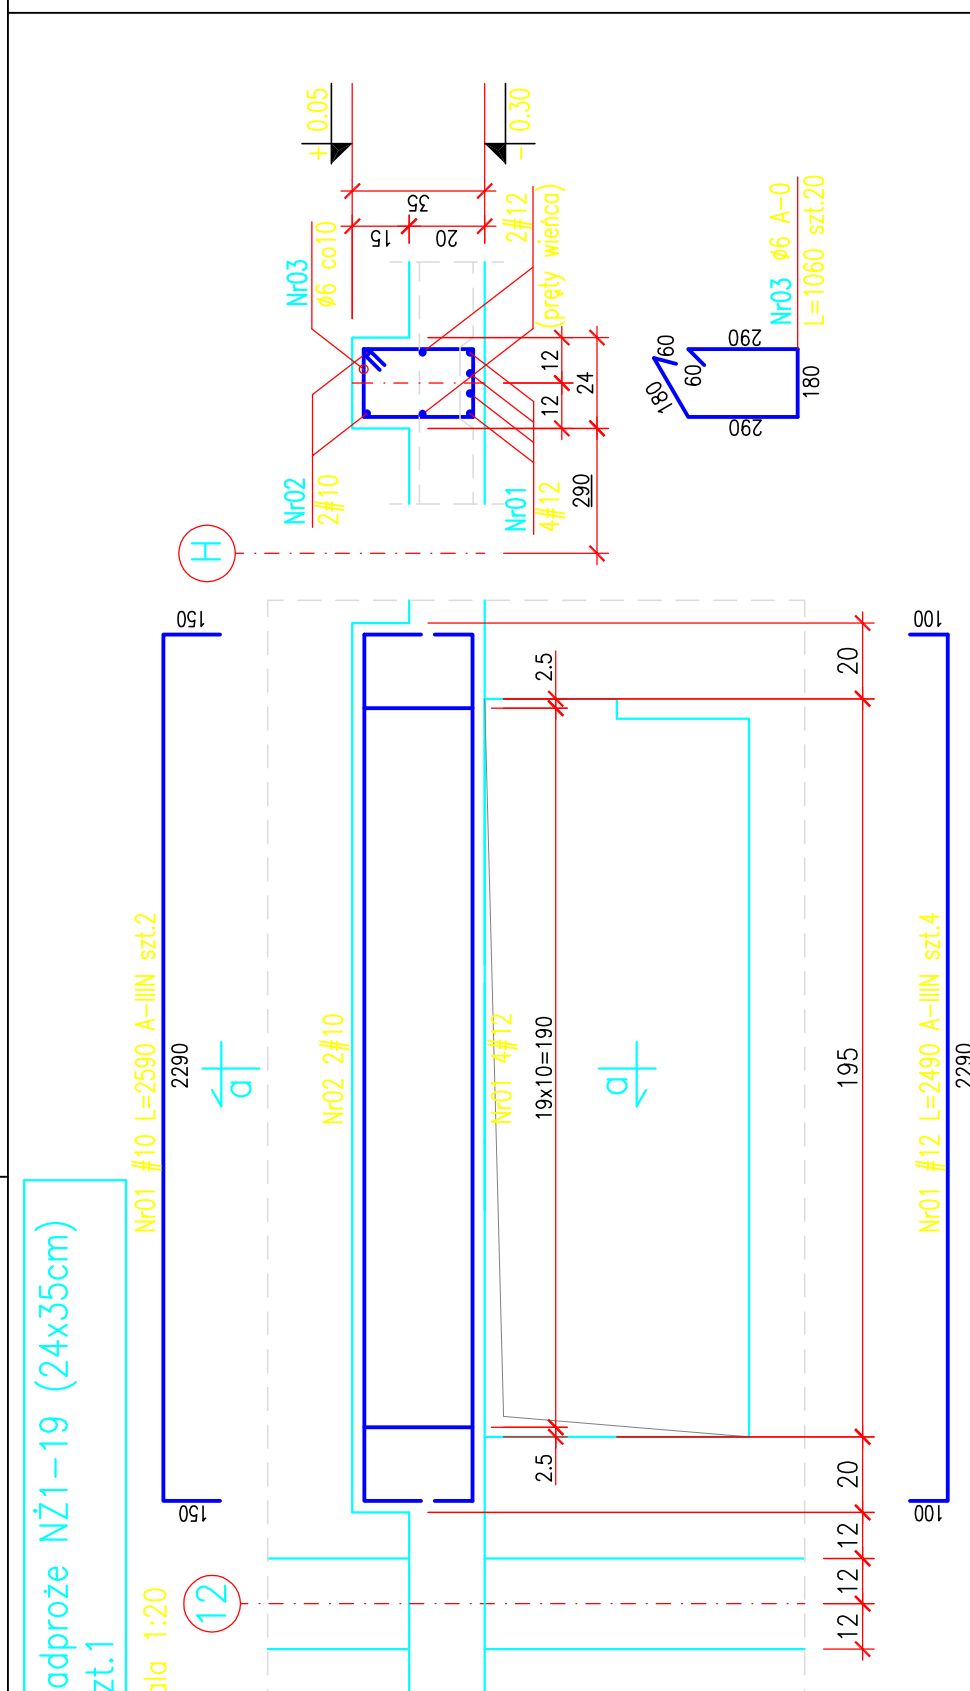 adproże NŻ1-19 (24x35cm)
zt.1
ala 1:20
12
H
Nr01 #10 L=2590 A-IIIN szt.2
2290
150
150
a
a
Nr02 2#10
Nr01 4#12
19x10=190
2.5
2.5
195
20
20
12
12
12
Nr01 #12 L=2490 A-IIIN szt.4
2290
100
100
+ 0.05
- 0.30
35
15
20
Nr03
ø6 co10
2#12
(pręty wieńca)
Nr02
2#10
Nr01
4#12
12
12
24
290
Nr03 ø6 A-0
L=1060 szt.20
290
290
180
180
60
60